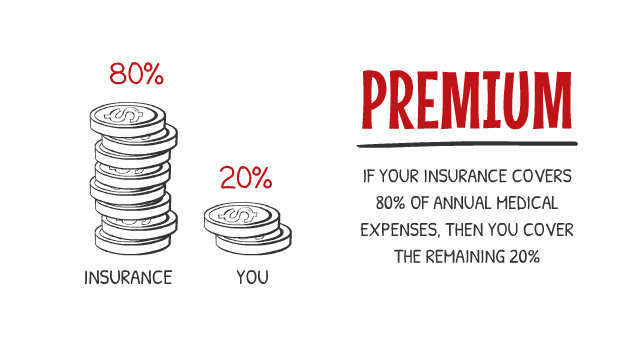 80%
20%
INSURANCE
YOU
PREMIUM
IF YOUR INSURANCE COVERS
80% OF ANNUAL MEDICAL
EXPENSES, THEN YOU COVER
THE REMAINING 20%